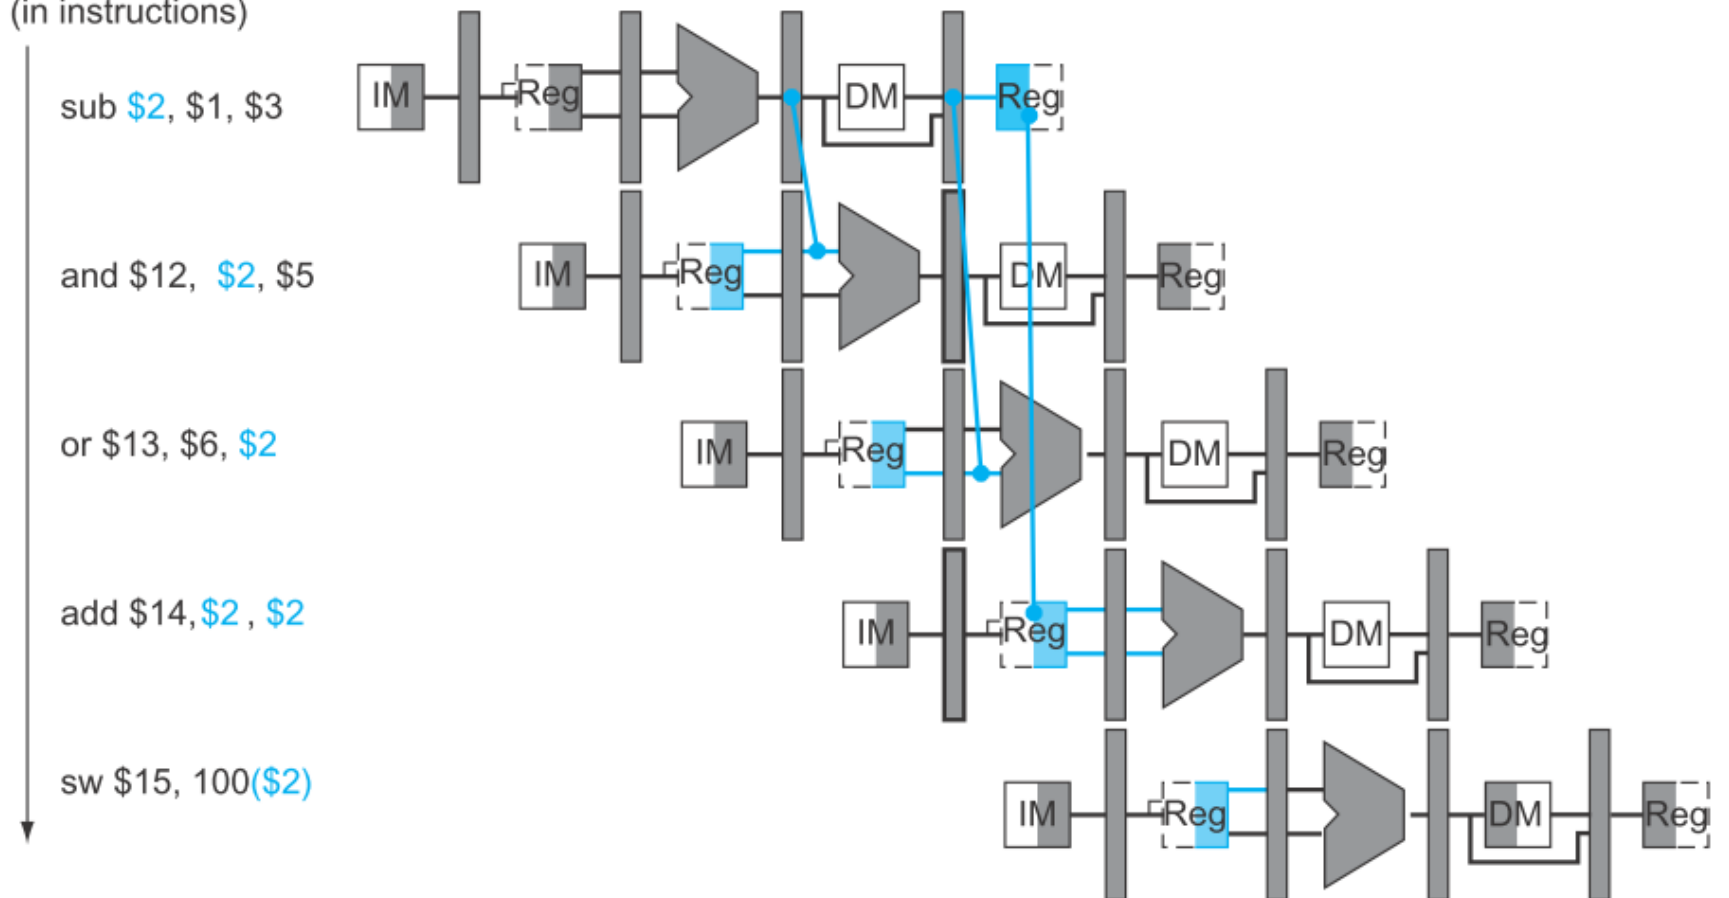 (in instructions)
IM Reg DM Reg
sub $2, $1, $3
IM Reg DM Reg
and $12, $2, $5
IM Reg DM Reg
or $13, $6, $2
IM Reg DM Reg
add $14,$2 , $2
IM Reg DM Reg
sw $15, 100($2)